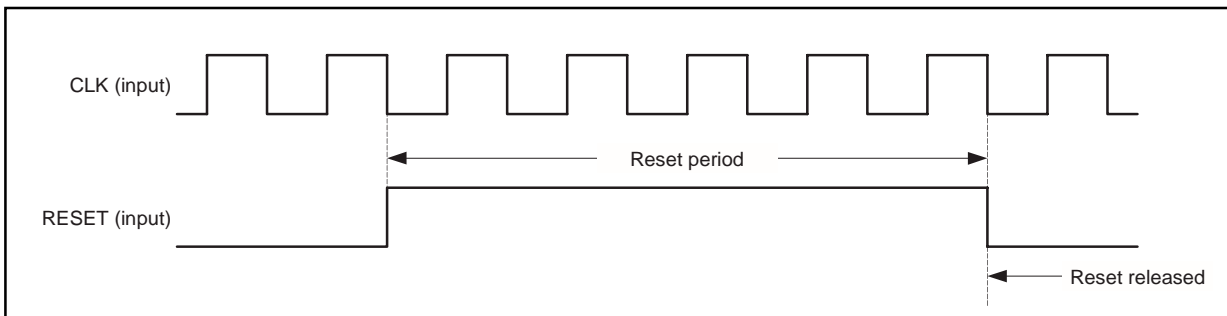 CLK (input)
Reset period
RESET (input)
Reset released